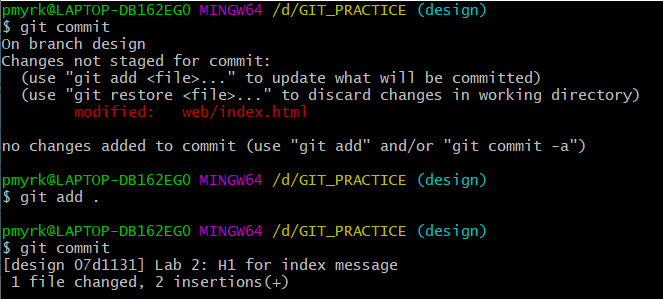 pmyrk@LAPTOP-DB162EG0 MINGW64 /d/GIT_PRACTICE (design)
$ git commit
On branch design
Changes not staged for commit:
  (use "git add <file>..." to update what will be committed)
  (use "git restore <file>..." to discard changes in working directory)
        modified:   web/index.html

no changes added to commit (use "git add" and/or "git commit -a")

pmyrk@LAPTOP-DB162EG0 MINGW64 /d/GIT_PRACTICE (design)
$ git add .

pmyrk@LAPTOP-DB162EG0 MINGW64 /d/GIT_PRACTICE (design)
$ git commit
[design 07d1131] Lab 2: H1 for index message
 1 file changed, 2 insertions(+)